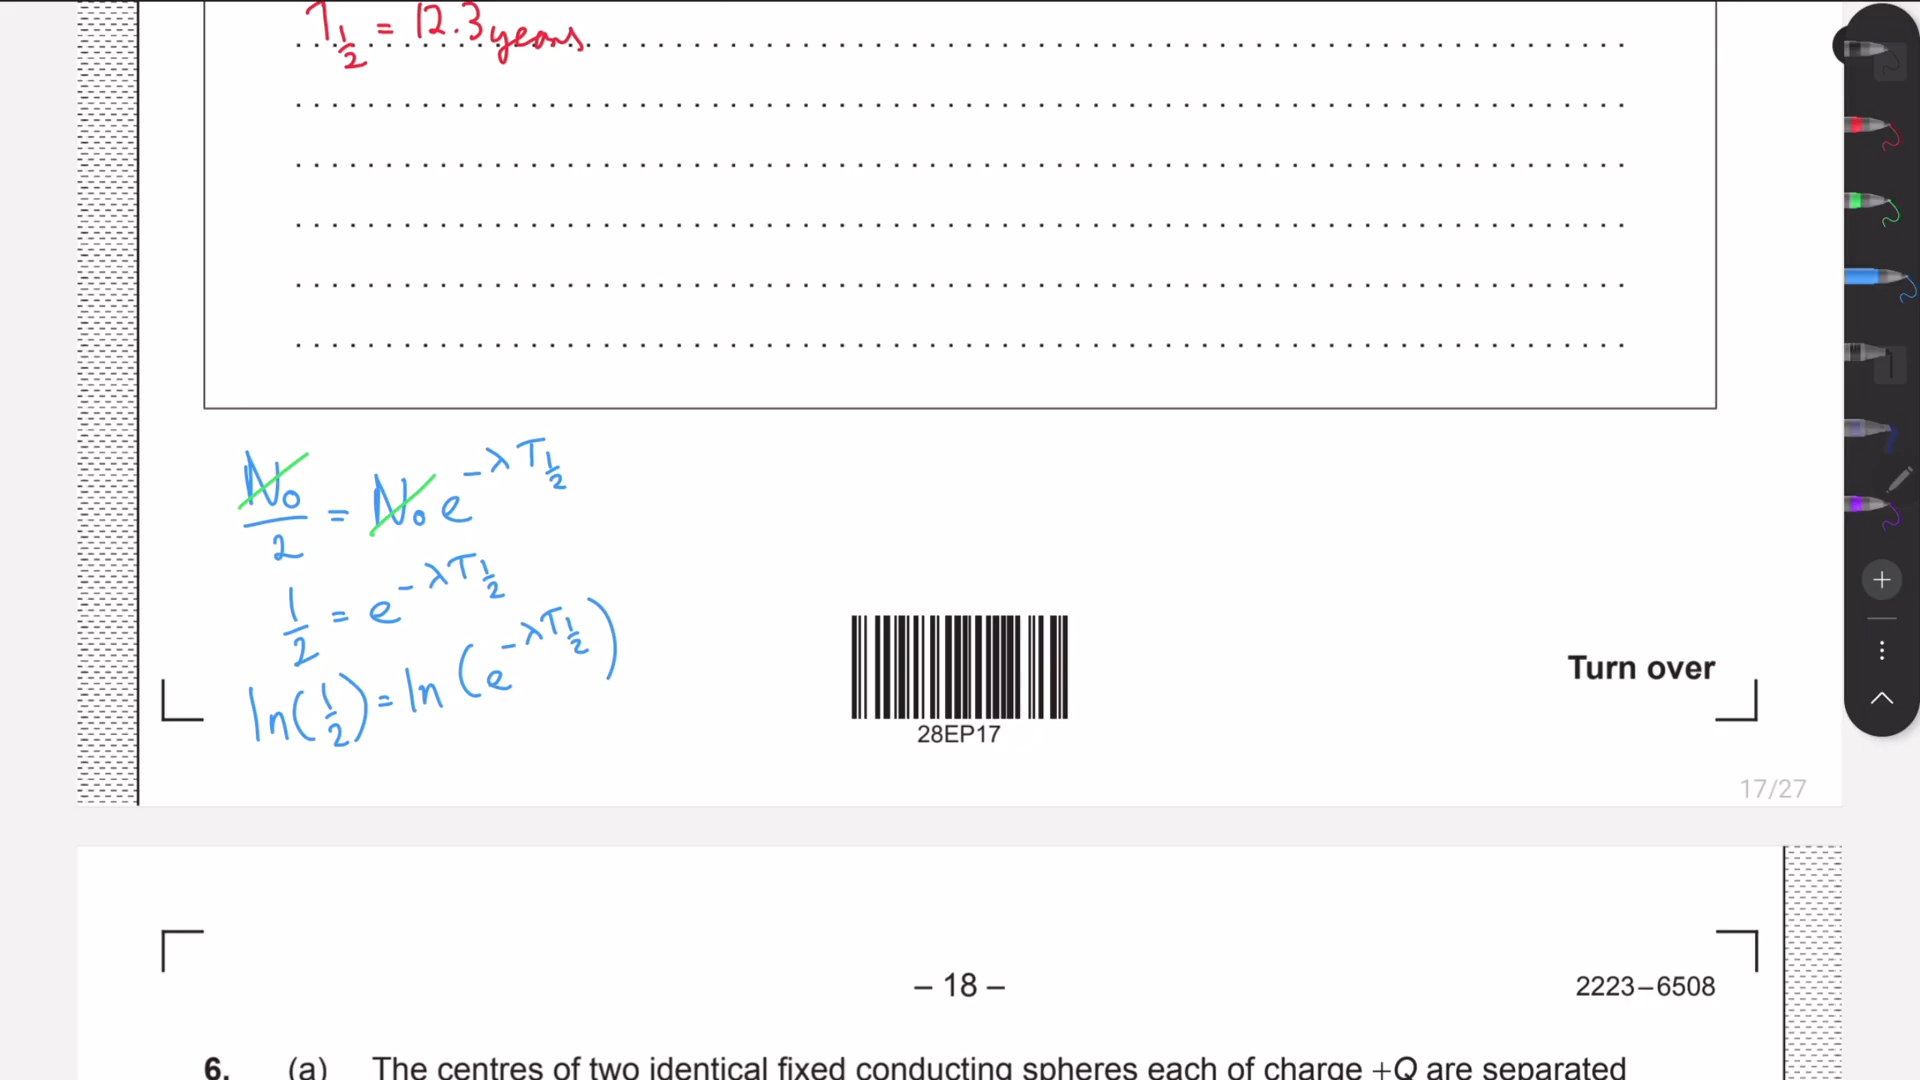 T½ = 12.3 years
N₀/2 = N₀ e^(-λT½)
1/2 = e^(-λT½)
ln(1/2) = ln(e^(-λT½))
28EP17
Turn over
17/27
– 18 –
2223–6508
6. (a) The centres of two identical fixed conducting spheres each of charge +Q are separated